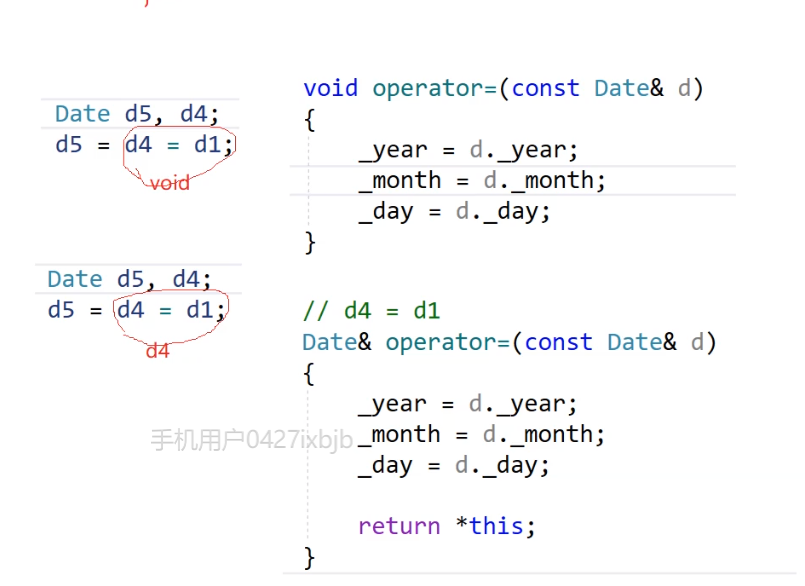 Date d5, d4;
d5 = d4 = d1;
void
Date d5, d4;
d5 = d4 = d1;
d4
void operator=(const Date& d)
{
_year = d._year;
_month = d._month;
_day = d._day;
}
// d4 = d1
Date& operator=(const Date& d)
{
_year = d._year;
_month = d._month;
_day = d._day;
return *this;
}
手机用户0427ixbjb